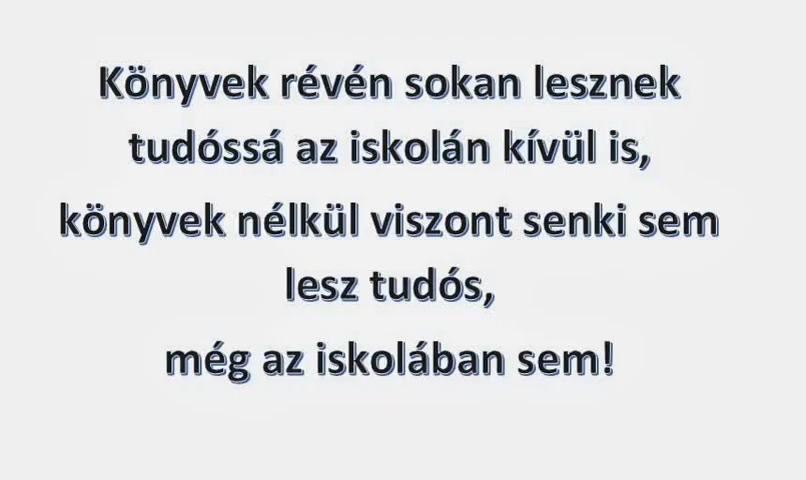 Könyvek révén sokan lesznek
tudóssá az iskolán kívül is,
könyvek nélkül viszont senki sem
lesz tudós,
még az iskolában sem!